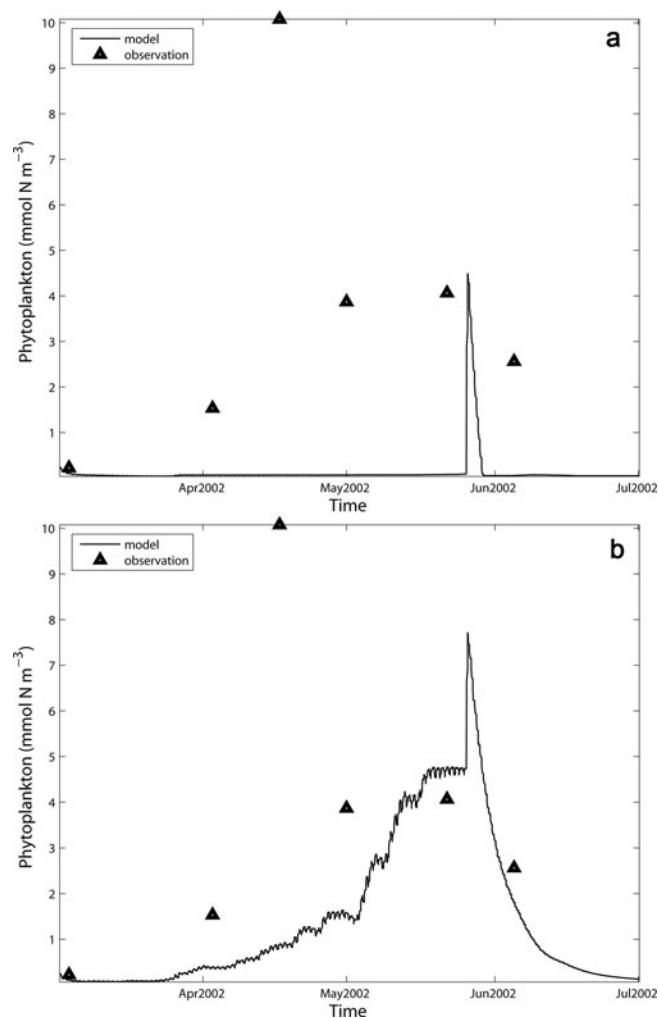 a
model
observation
10
9
8
7
6
5
4
3
2
1
Phytoplankton (mmol N m⁻³)
Apr2002
May2002
Jun2002
Jul2002
Time
b
model
observation
10
9
8
7
6
5
4
3
2
1
Phytoplankton (mmol N m⁻³)
Apr2002
May2002
Jun2002
Jul2002
Time